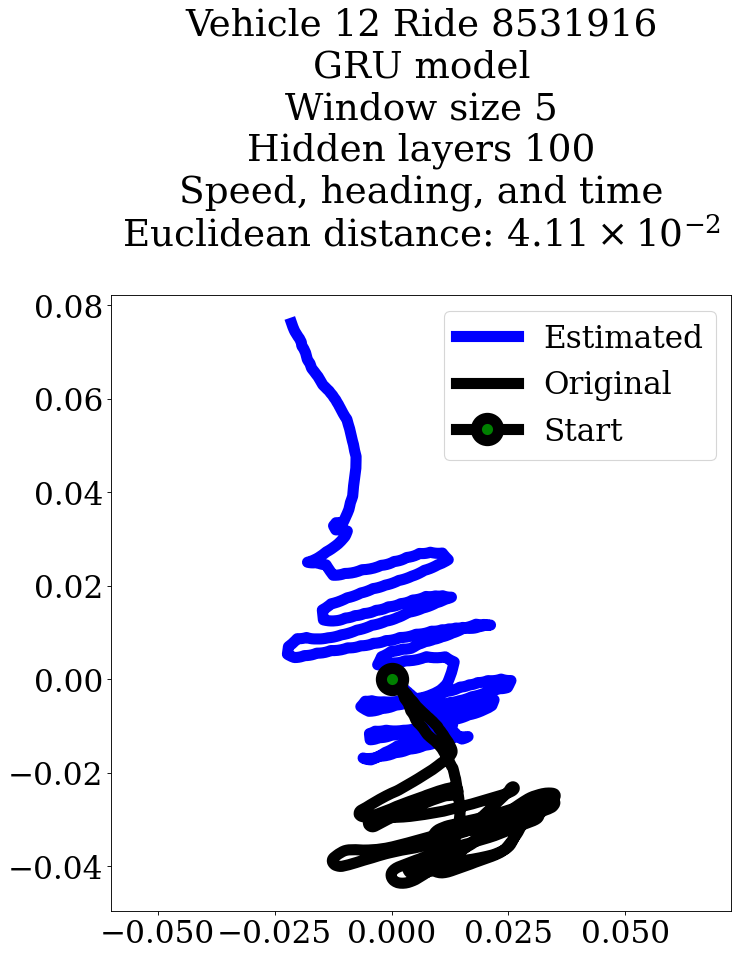 Vehicle 12 Ride 8531916
GRU model
Window size 5
Hidden layers 100
Speed, heading, and time
Euclidean distance: 4.11 × 10⁻²
0.08
0.06
0.04
0.02
0.00
−0.02
−0.04
Estimated
Original
Start
−0.050 −0.025 0.000 0.025 0.050